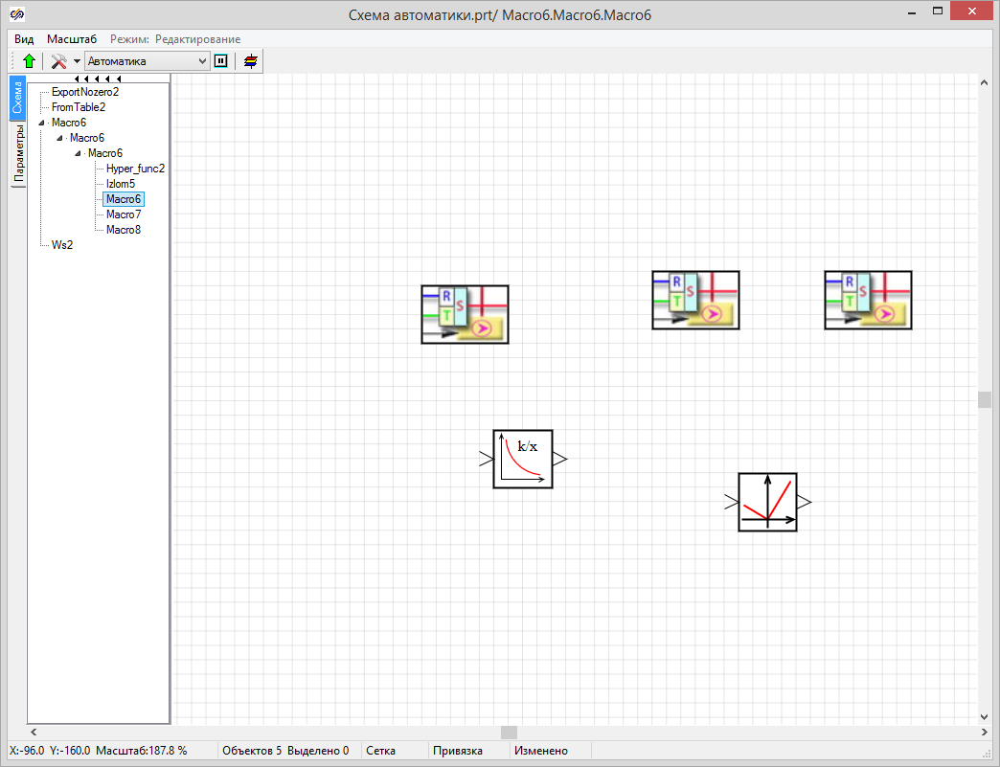 Схема автоматики.prt/ Macro6.Macro6.Macro6
Вид Масштаб Режим: Редактирование
Автоматика
Схема
Параметры
ExportNozero2
FromTable2
Macro6
Macro6
Macro6
Hyper_func2
Izlom5
Macro6
Macro7
Macro8
Ws2
R S T
R S T
R S T
k/x
X:-96.0 Y:-160.0 Масштаб:187.8 % Объектов 5 Выделено 0 Сетка Привязка Изменено